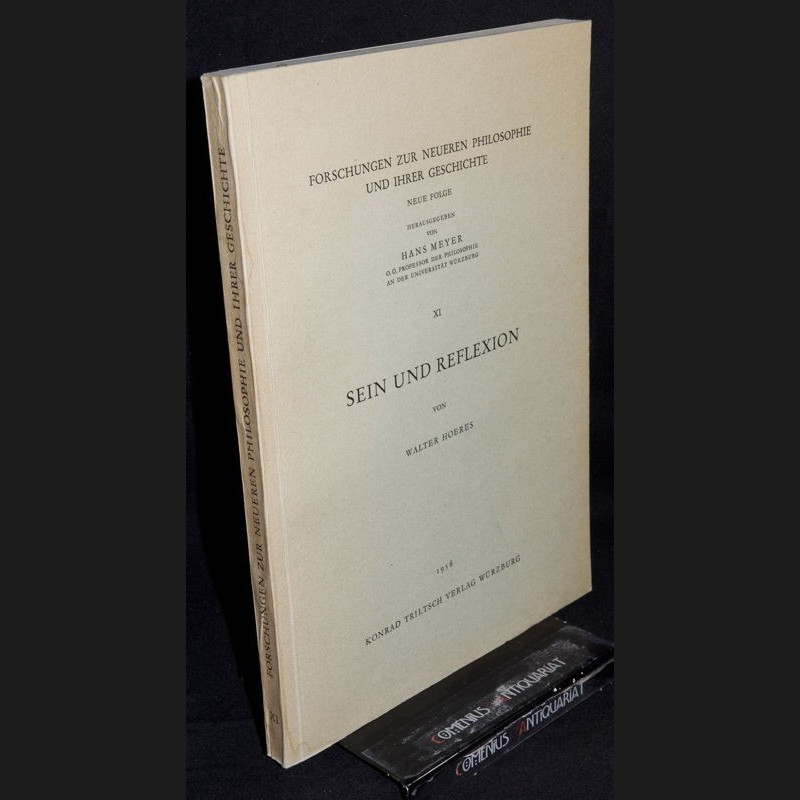 FORSCHUNGEN ZUR NEUEREN PHILOSOPHIE
UND IHRER GESCHICHTE
NEUE FOLGE
HERAUSGEGEBEN
VON
HANS MEYER
O. Ö. PROFESSOR DER PHILOSOPHIE
AN DER UNIVERSITÄT WÜRZBURG
XI
SEIN UND REFLEXION
VON
WALTER HOERES
1956
KONRAD TRILTSCH VERLAG WÜRZBURG
FORSCHUNGEN ZUR NEUEREN PHILOSOPHIE UND IHRER GESCHICHTE
XI
COMENIUS ANTIQUARIAT
COMENIUS ANTIQUARIAT